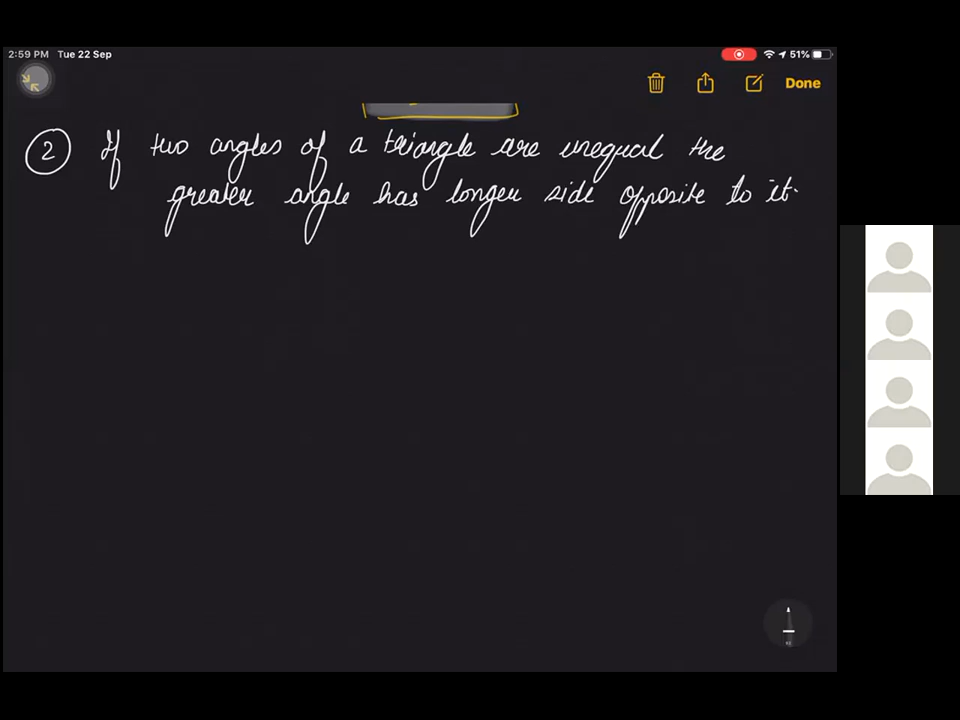 2:59 PM Tue 22 Sep
51%
Done
2 If two angles of a triangle are unequal the
greater angle has longer side opposite to it.